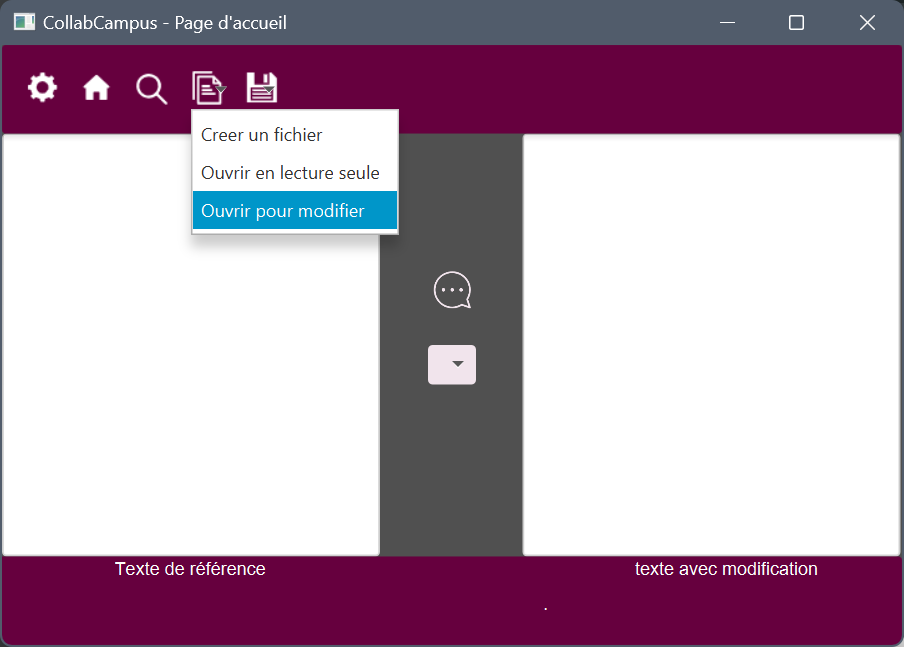 CollabCampus - Page d'accueil
Creer un fichier
Ouvrir en lecture seule
Ouvrir pour modifier
Texte de référence
texte avec modification
.